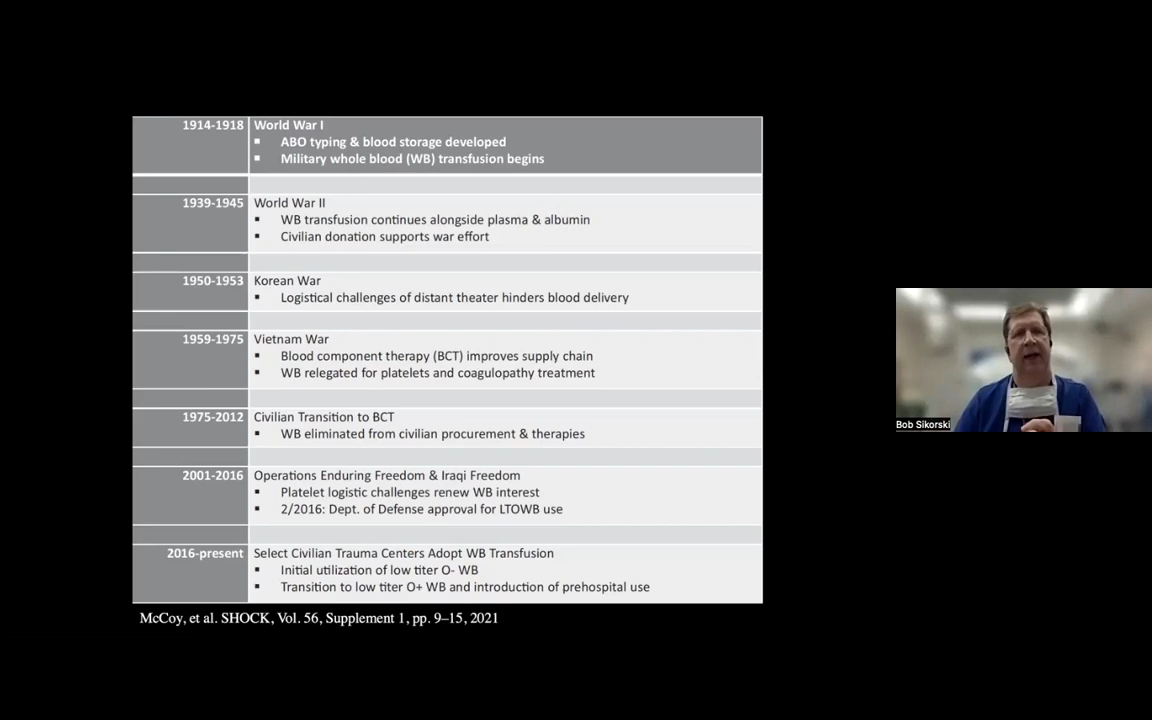 1914-1918 World War I
▪ ABO typing & blood storage developed
▪ Military whole blood (WB) transfusion begins
1939-1945 World War II
▪ WB transfusion continues alongside plasma & albumin
▪ Civilian donation supports war effort
1950-1953 Korean War
▪ Logistical challenges of distant theater hinders blood delivery
1959-1975 Vietnam War
▪ Blood component therapy (BCT) improves supply chain
▪ WB relegated for platelets and coagulopathy treatment
1975-2012 Civilian Transition to BCT
▪ WB eliminated from civilian procurement & therapies
2001-2016 Operations Enduring Freedom & Iraqi Freedom
▪ Platelet logistic challenges renew WB interest
▪ 2/2016: Dept. of Defense approval for LTOWB use
2016-present Select Civilian Trauma Centers Adopt WB Transfusion
▪ Initial utilization of low titer O- WB
▪ Transition to low titer O+ WB and introduction of prehospital use
McCoy, et al. SHOCK, Vol. 56, Supplement 1, pp. 9–15, 2021
Bob Sikorski